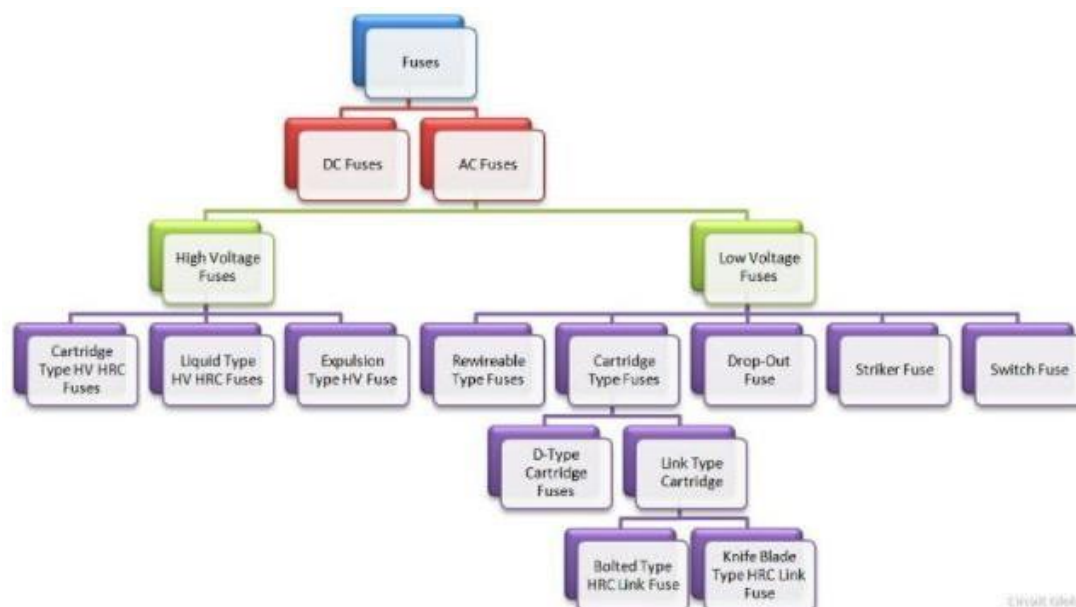 Fuses
DC Fuses
AC Fuses
High Voltage
Fuses
Low Voltage
Fuses
Cartridge
Type HV HRC
Fuses
Liquid Type
HV HRC Fuses
Expulsion
Type HV Fuse
Rewireable
Type Fuses
Cartridge
Type Fuses
Drop-Out
Fuse
Striker Fuse
Switch Fuse
D-Type
Cartridge
Fuses
Link Type
Cartridge
Bolted Type
HRC Link Fuse
Knife Blade
Type HRC Link
Fuse
Circuit